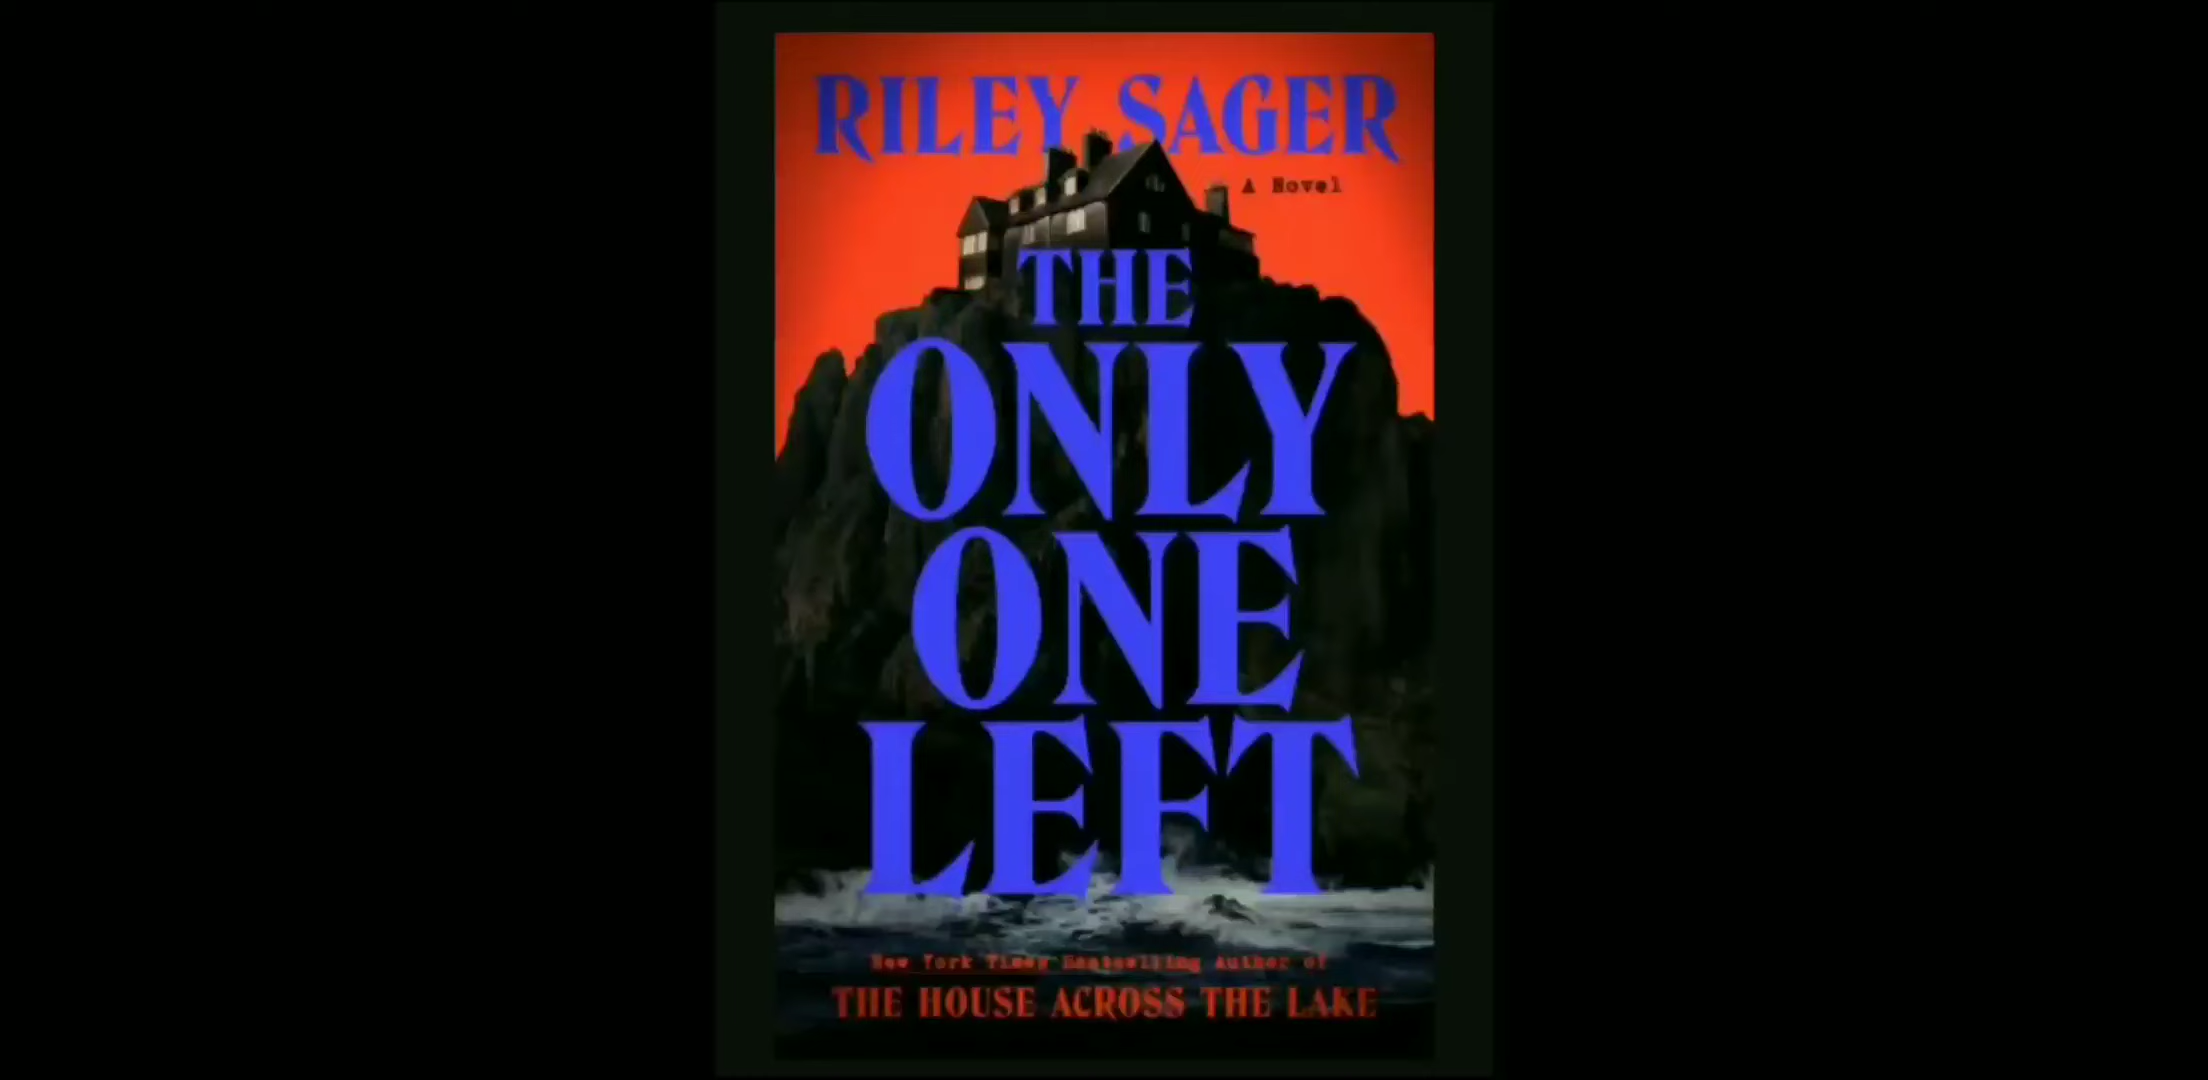 RILEY SAGER
A Novel
THE
ONLY
ONE
LEFT
New York Times Bestselling Author of
THE HOUSE ACROSS THE LAKE